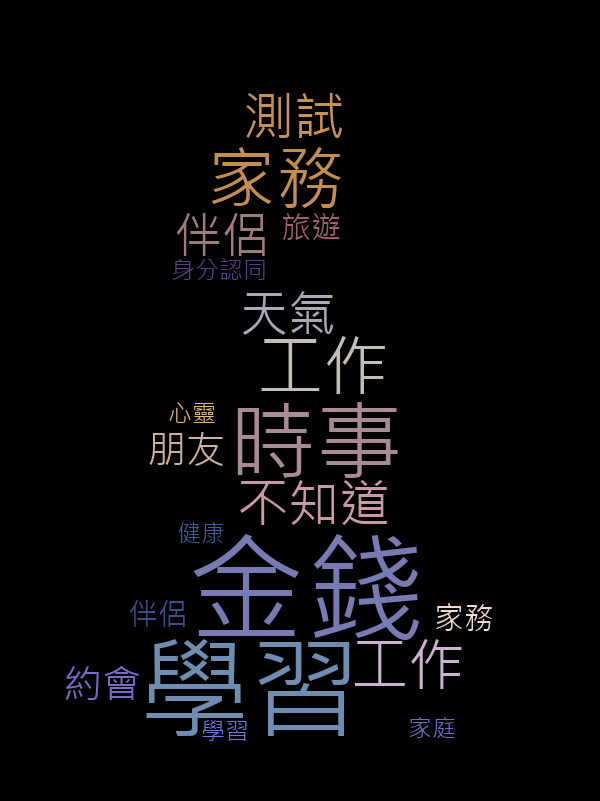 測試
家務
伴侶 旅遊
身分認同
天氣
工作
心靈 時事
朋友
不知道
健康 金錢
伴侶 家務
學習 工作
約會
學習 家庭